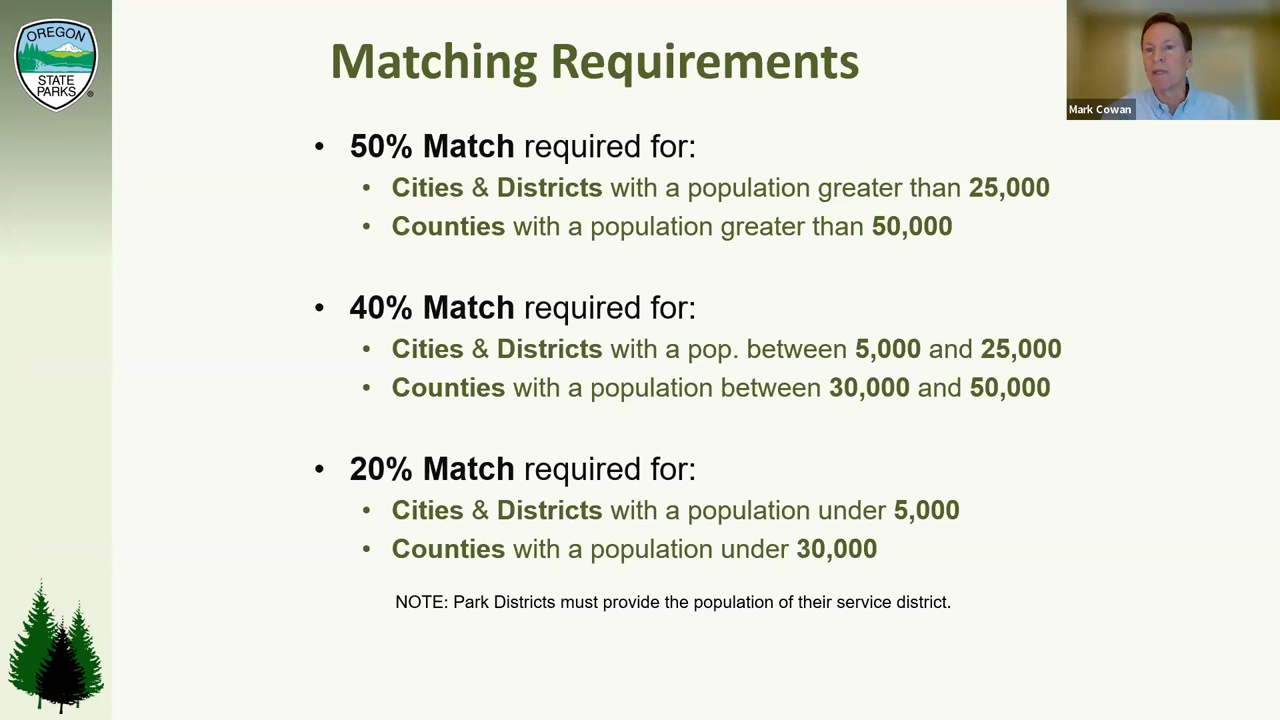 OREGON
STATE
PARKS
Matching Requirements
Mark Cowan
• 50% Match required for:
• Cities & Districts with a population greater than 25,000
• Counties with a population greater than 50,000
• 40% Match required for:
• Cities & Districts with a pop. between 5,000 and 25,000
• Counties with a population between 30,000 and 50,000
• 20% Match required for:
• Cities & Districts with a population under 5,000
• Counties with a population under 30,000
NOTE: Park Districts must provide the population of their service district.